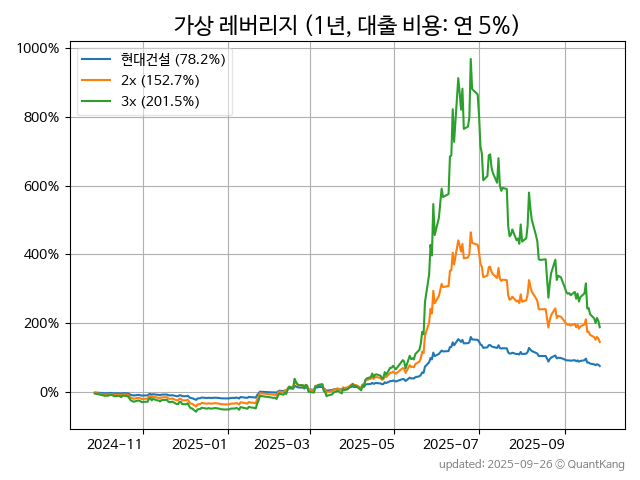 가상 레버리지 (1년, 대출 비용: 연 5%)
1000%
800%
600%
400%
200%
0%
현대건설 (78.2%)
2x (152.7%)
3x (201.5%)
2024-11
2025-01
2025-03
2025-05
2025-07
2025-09
updated: 2025-09-26 © QuantKang